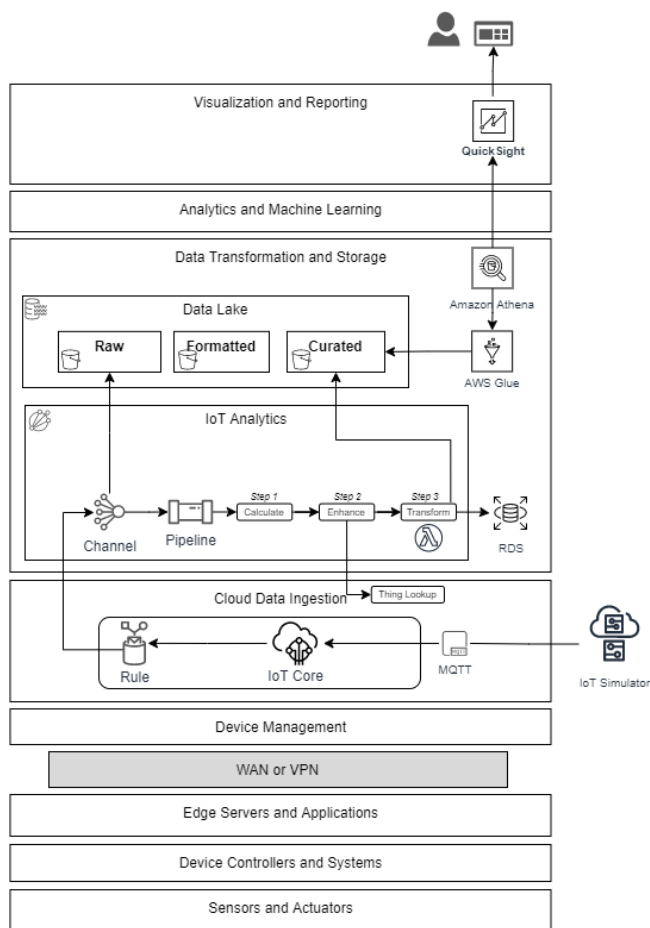 Visualization and Reporting
QuickSight
Analytics and Machine Learning
Data Transformation and Storage
Amazon Athena
Data Lake
Raw
Formatted
Curated
AWS Glue
IoT Analytics
Step 1
Step 2
Step 3
Calculate
Enhance
Transform
Channel
Pipeline
RDS
Cloud Data Ingestion
Thing Lookup
MQTT
Rule
IoT Core
MQTT
IoT Simulator
Device Management
WAN or VPN
Edge Servers and Applications
Device Controllers and Systems
Sensors and Actuators